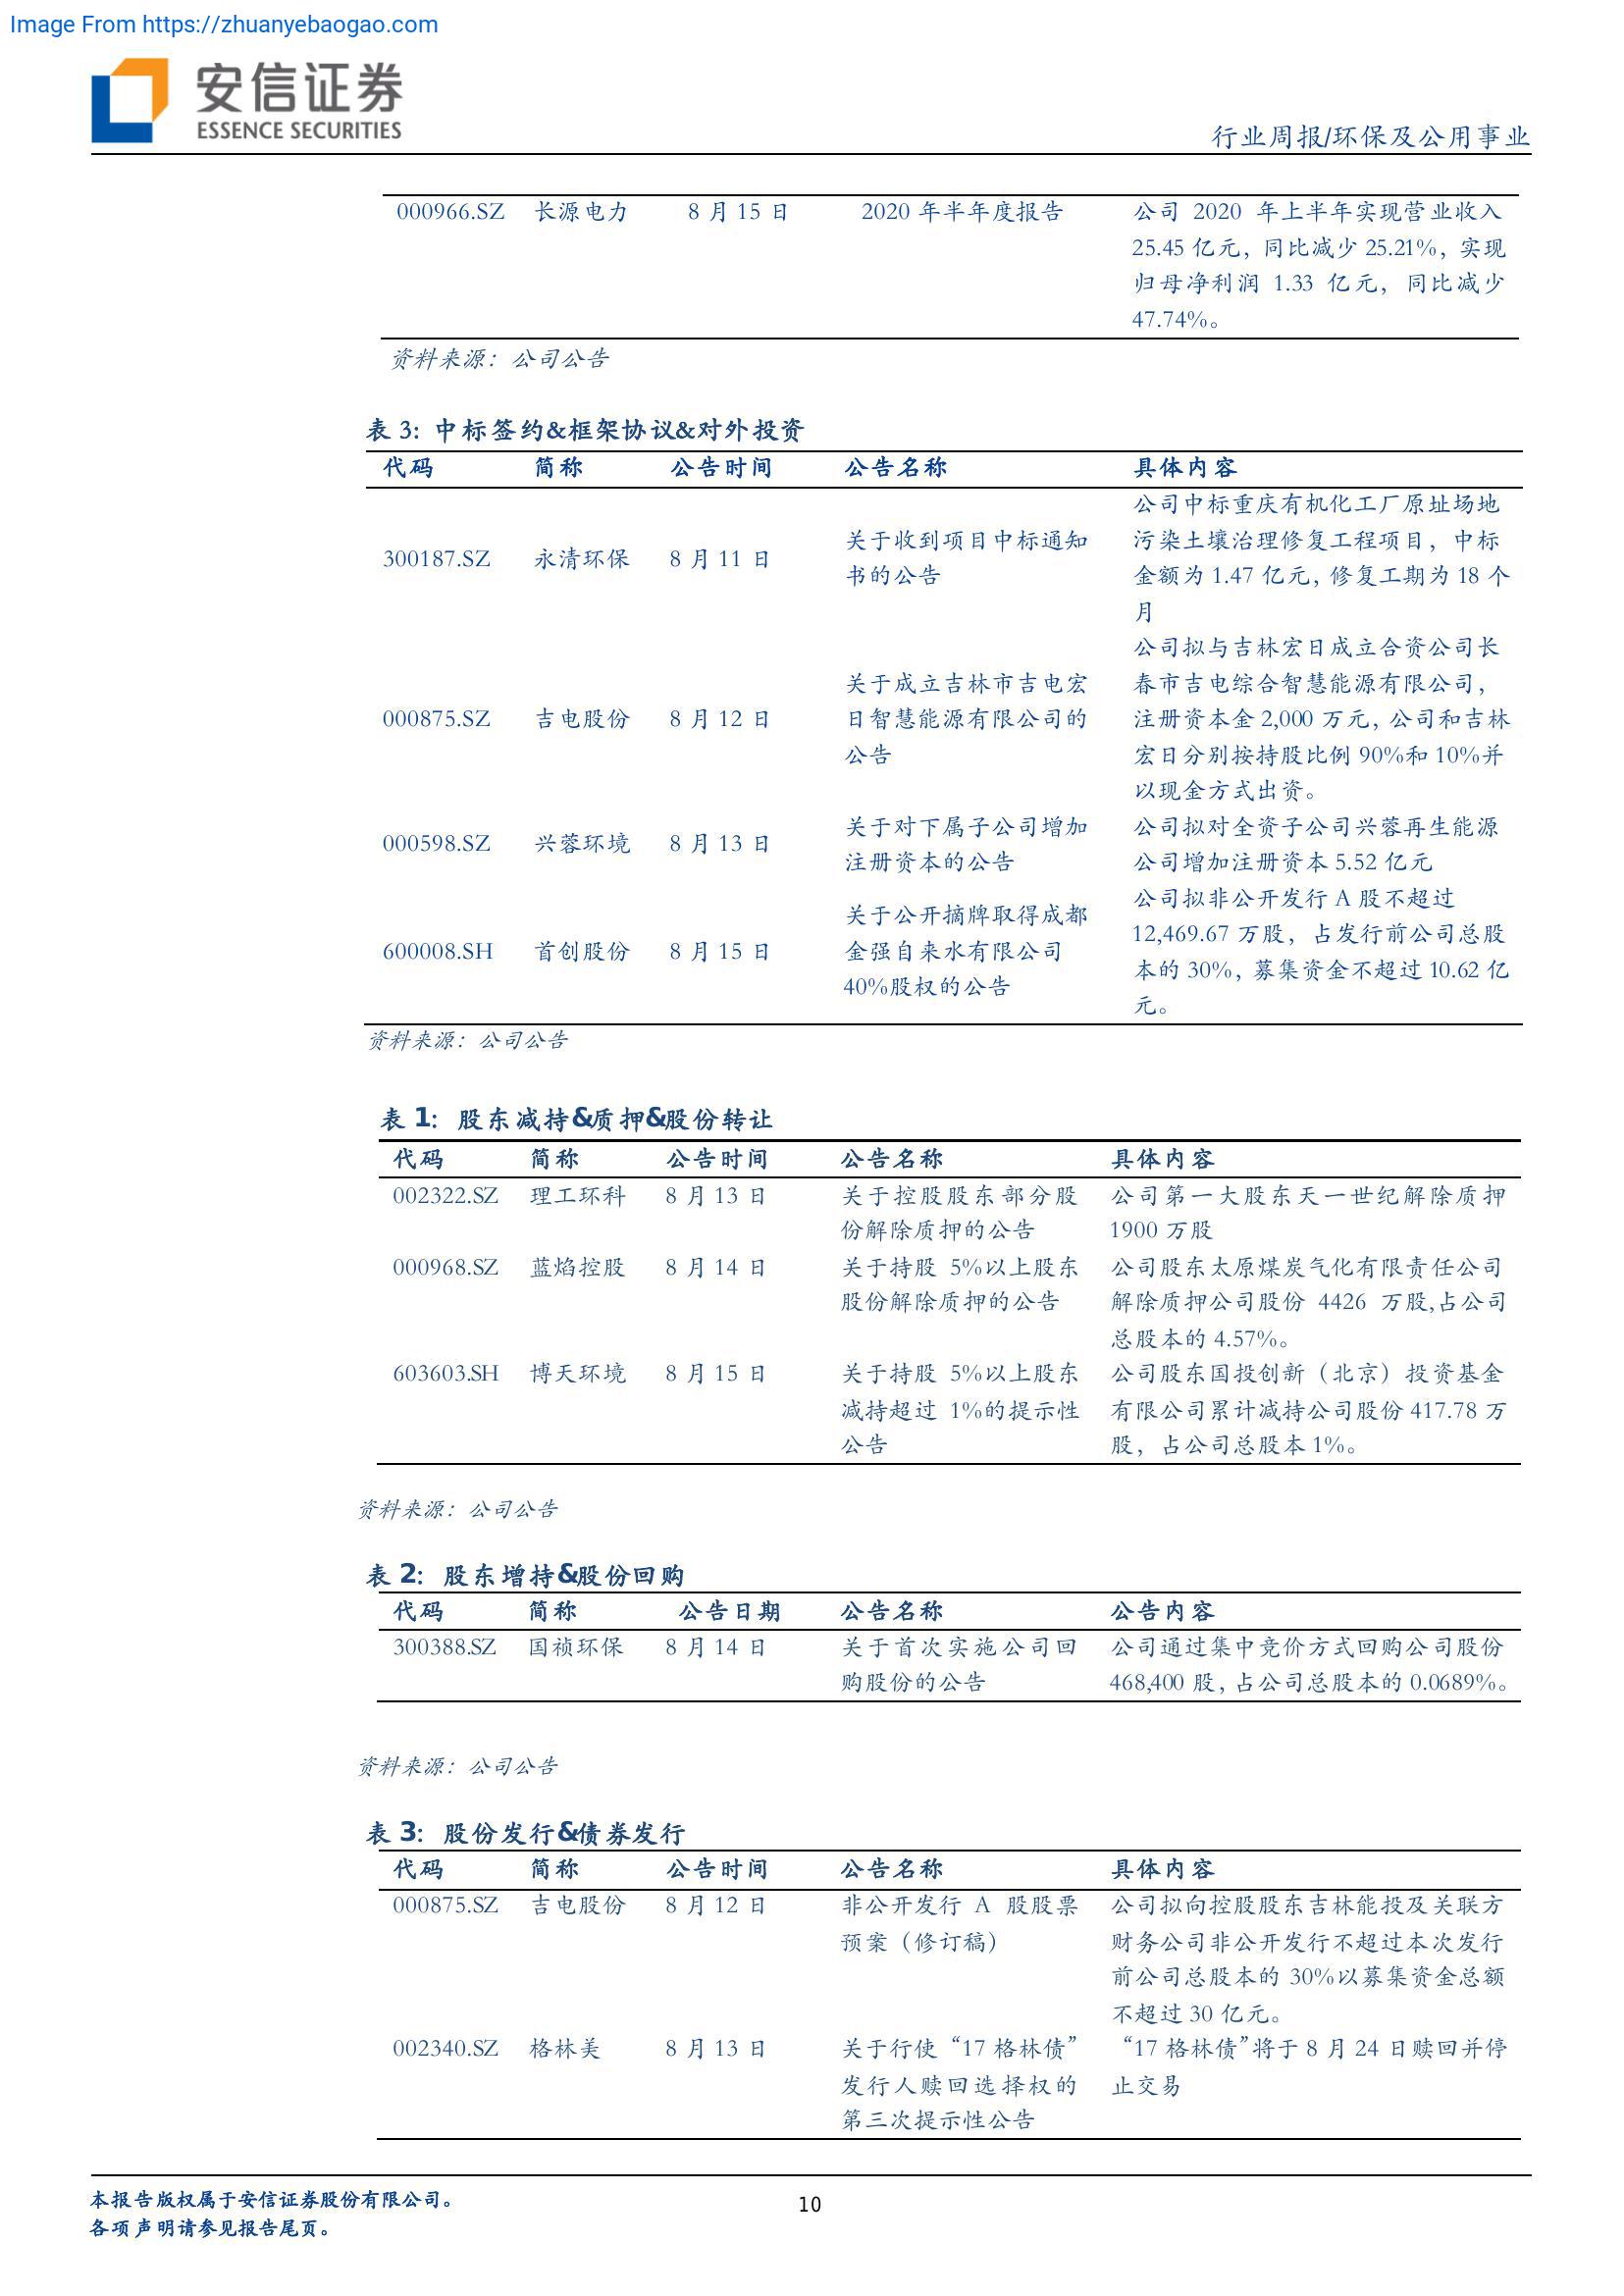 Image From https://zhuanyebaogao.com
安信证券
ESSENCE SECURITIES
行业周报/环保及公用事业
000966.SZ 长源电力 8 月 15 日 2020 年半年度报告 公司 2020 年上半年实现营业收入
25.45 亿元，同比减少 25.21%，实现
归母净利润 1.33 亿元，同比减少
47.74%。
资料来源：公司公告
表 3：中标签约&框架协议&对外投资
代码 简称 公告时间 公告名称 具体内容
300187.SZ 永清环保 8 月 11 日
关于收到项目中标通知
书的公告
公司中标重庆有机化工厂原址场地
污染土壤治理修复工程项目，中标
金额为 1.47 亿元，修复工期为 18 个
月
000875.SZ 吉电股份 8 月 12 日
关于成立吉林市吉电宏
日智慧能源有限公司的
公告
公司拟与吉林宏日成立合资公司长
春市吉电综合智慧能源有限公司，
注册资本金 2,000 万元，公司和吉林
宏日分别按持股比例 90%和 10%并
以现金方式出资。
000598.SZ 兴蓉环境 8 月 13 日
关于对下属子公司增加
注册资本的公告
公司拟对全资子公司兴蓉再生能源
公司增加注册资本 5.52 亿元
600008.SH 首创股份 8 月 15 日
关于公开摘牌取得成都
金强自来水有限公司
40%股权的公告
公司拟非公开发行 A 股不超过
12,469.67 万股，占发行前公司总股
本的 30%，募集资金不超过 10.62 亿
元。
资料来源：公司公告
表 1：股东减持&质押&股份转让
代码 简称 公告时间 公告名称 具体内容
002322.SZ 理工环科 8 月 13 日
关于控股股东部分股
份解除质押的公告
公司第一大股东天一世纪解除质押
1900 万股
000968.SZ 蓝焰控股 8 月 14 日
关于持股 5%以上股东
股份解除质押的公告
公司股东太原煤炭气化有限责任公司
解除质押公司股份 4426 万股,占公司
总股本的 4.57%。
603603.SH 博天环境 8 月 15 日
关于持股 5%以上股东
减持超过 1%的提示性
公告
公司股东国投创新（北京）投资基金
有限公司累计减持公司股份 417.78 万
股，占公司总股本 1%。
资料来源：公司公告
表 2：股东增持&股份回购
代码 简称 公告日期 公告名称 公告内容
300388.SZ 国祯环保 8 月 14 日
关于首次实施公司回
购股份的公告
公司通过集中竞价方式回购公司股份
468,400 股，占公司总股本的 0.0689%。
资料来源：公司公告
表 3：股份发行&债券发行
代码 简称 公告时间 公告名称 具体内容
000875.SZ 吉电股份 8 月 12 日
非公开发行 A 股股票
预案（修订稿）
公司拟向控股股东吉林能投及关联方
财务公司非公开发行不超过本次发行
前公司总股本的 30%以募集资金总额
不超过 30 亿元。
002340.SZ 格林美 8 月 13 日
关于行使“17 格林债”
发行人赎回选择权的
第三次提示性公告
“17 格林债”将于 8 月 24 日赎回并停
止交易
本报告版权属于安信证券股份有限公司。
各项声明请参见报告尾页。
10